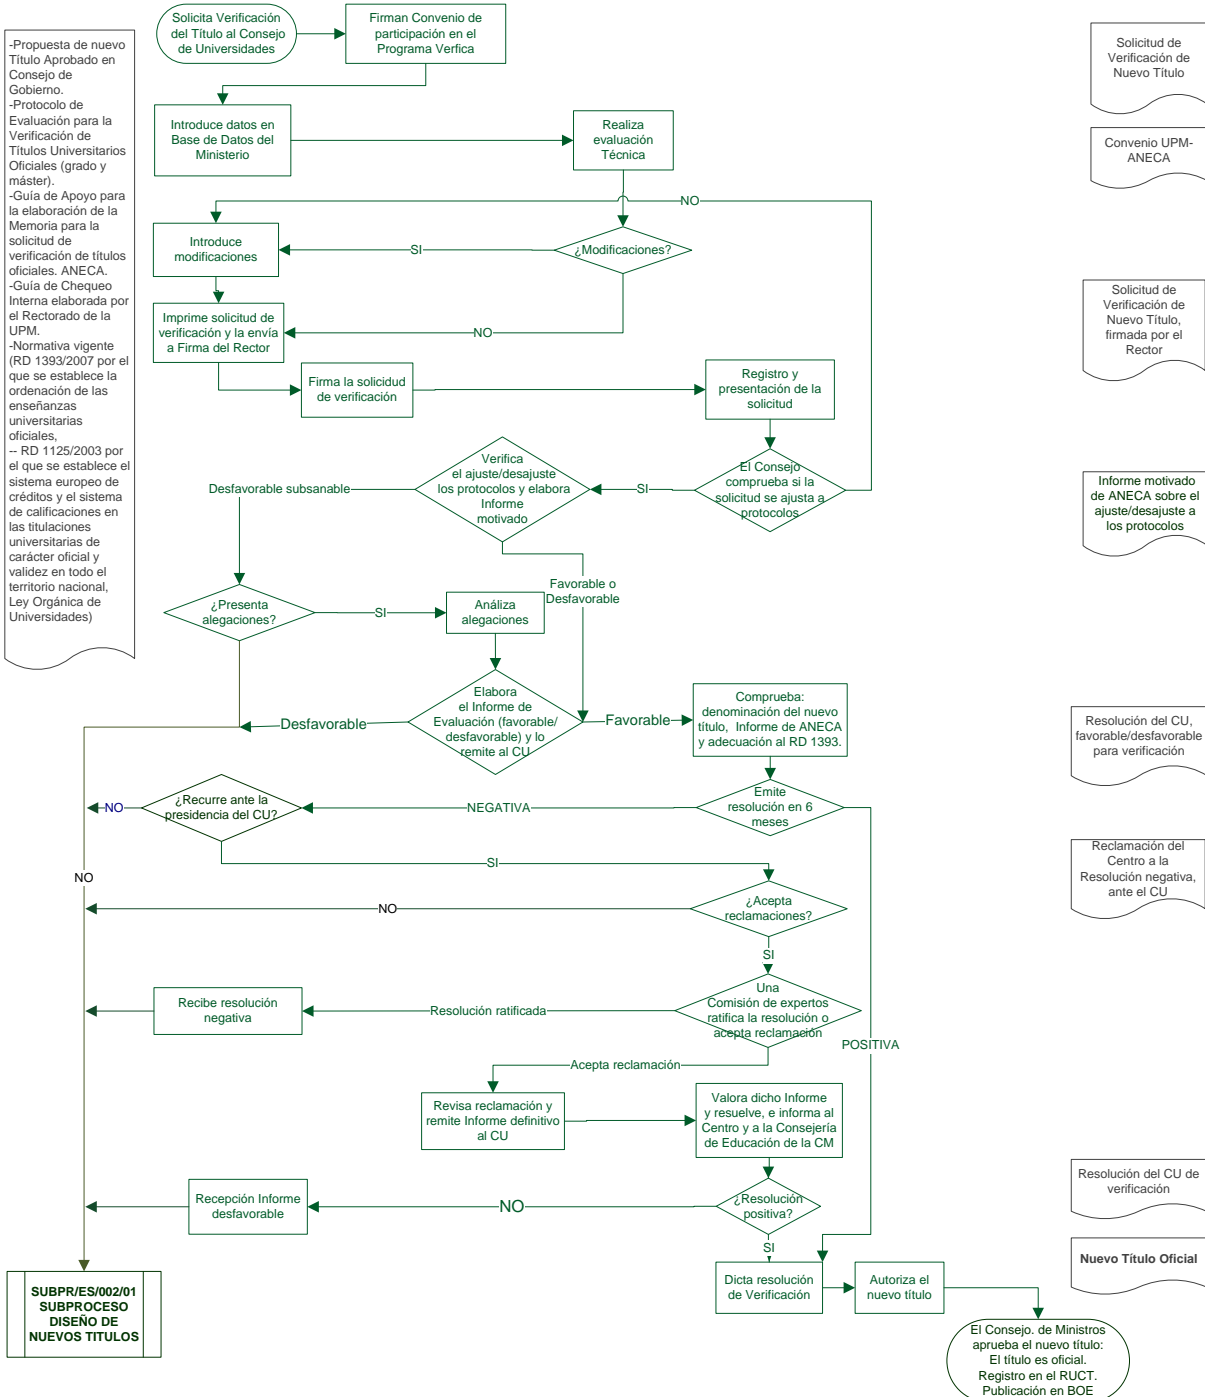 Solicita Verificación
del Título al Consejo
de Universidades
Firman Convenio de
participación en el
Programa Verfica
-Propuesta de nuevo
Título Aprobado en
Consejo de
Gobierno.
-Protocolo de
Evaluación para la
Verificación de
Títulos Universitarios
Oficiales (grado y
máster).
-Guía de Apoyo para
la elaboración de la
Memoria para la
solicitud de
verificación de títulos
oficiales. ANECA.
-Guía de Chequeo
Interna elaborada por
el Rectorado de la
UPM.
-Normativa vigente
(RD 1393/2007 por el
que se establece la
ordenación de las
enseñanzas
universitarias
oficiales,
-- RD 1125/2003 por
el que se establece el
sistema europeo de
créditos y el sistema
de calificaciones en
las titulaciones
universitarias de
carácter oficial y
validez en todo el
territorio nacional,
Ley Orgánica de
Universidades)
Solicitud de
Verificación de
Nuevo Título
Introduce datos en
Base de Datos del
Ministerio
Realiza
evaluación
Técnica
Convenio UPM-
ANECA
NO
Introduce
modificaciones
SI
¿Modificaciones?
Imprime solicitud de
verificación y la envía
a Firma del Rector
NO
Solicitud de
Verificación de
Nuevo Título,
firmada por el
Rector
Firma la solicidud
de verificación
Registro y
presentación de la
solicitud
Desfavorable subsanable
Verifica
el ajuste/desajuste
los protocolos y elabora
Informe
motivado
SI
El Consejo
comprueba si la
solicitud se ajusta a
protocolos
Informe motivado
de ANECA sobre el
ajuste/desajuste a
los protocolos
Favorable o
Desfavorable
¿Presenta
alegaciones?
SI
Análiza
alegaciones
Desfavorable
Elabora
el Informe de
Evaluación (favorable/
desfavorable) y lo
remite al CU
Favorable
Comprueba:
denominación del nuevo
título, Informe de ANECA
y adecuación al RD 1393.
Resolución del CU,
favorable/desfavorable
para verificación
NO
¿Recurre ante la
presidencia del CU?
NEGATIVA
Emite
resolución en 6
meses
SI
NO
Reclamación del
Centro a la
Resolución negativa,
ante el CU
NO
¿Acepta
reclamaciones?
SI
Recibe resolución
negativa
Resolución ratificada
Una
Comisión de expertos
ratifica la resolución o
acepta reclamación
POSITIVA
Acepta reclamación
Revisa reclamación y
remite Informe definitivo
al CU
Valora dicho Informe
y resuelve, e informa al
Centro y a la Consejería
de Educación de la CM
Recepción Informe
desfavorable
NO
¿Resolución
positiva?
Resolución del CU de
verificación
SI
SUBPR/ES/002/01
SUBPROCESO
DISEÑO DE
NUEVOS TITULOS
Dicta resolución
de Verificación
Autoriza el
nuevo título
Nuevo Título Oficial
El Consejo. de Ministros
aprueba el nuevo título:
El título es oficial.
Registro en el RUCT.
Publicación en BOE